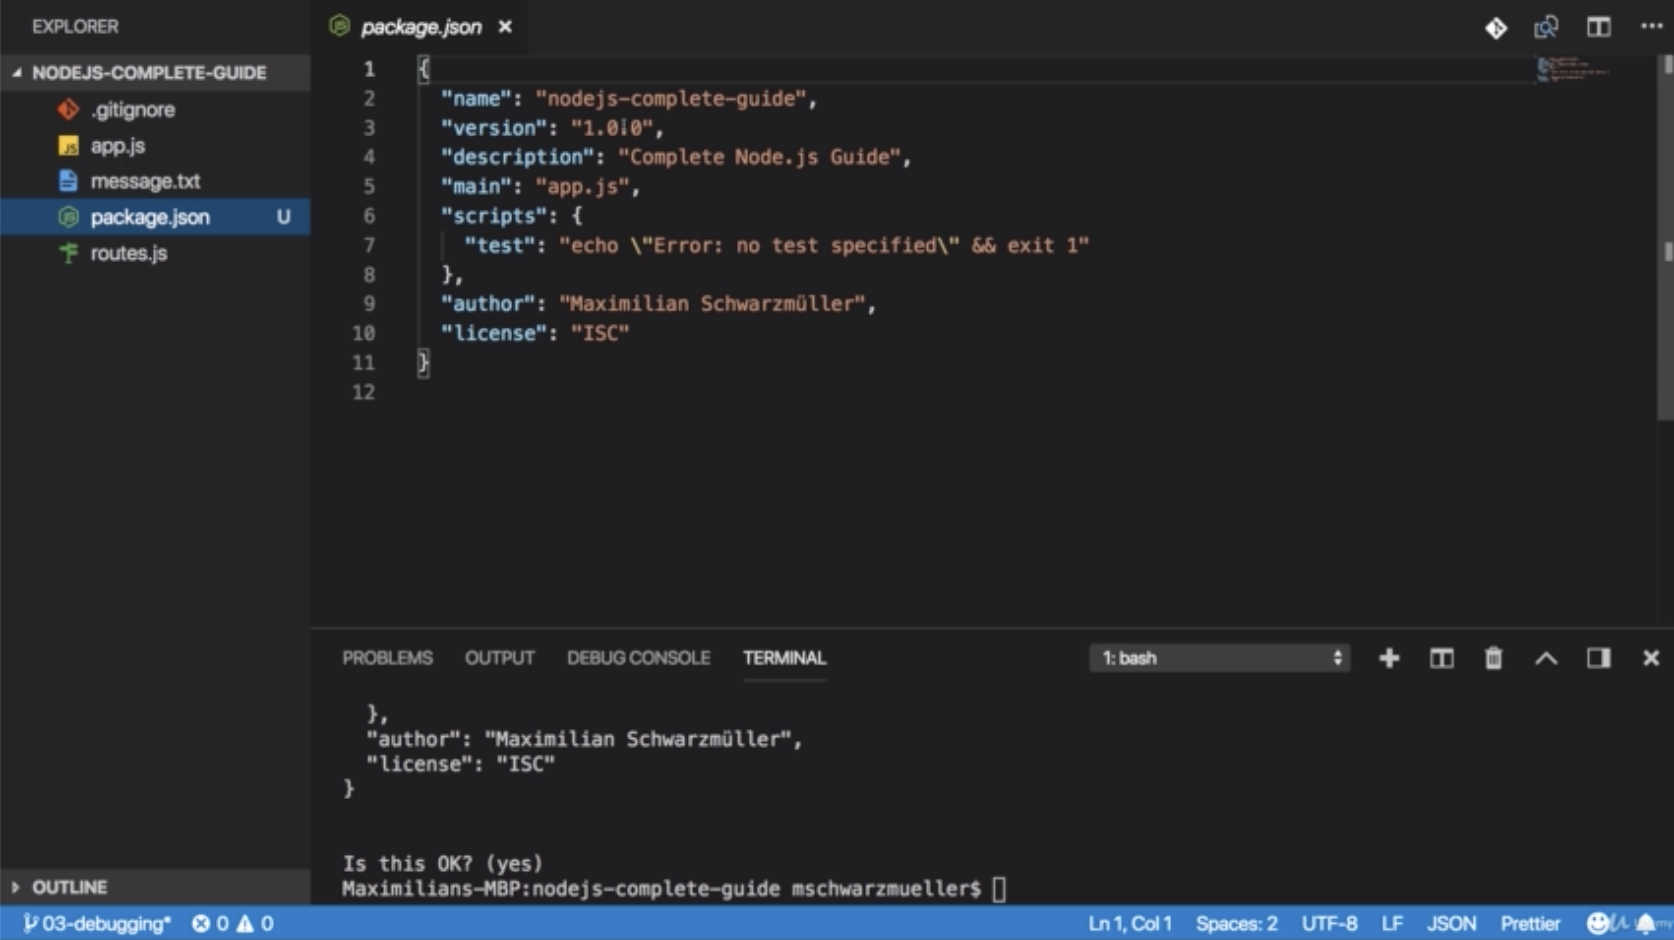 EXPLORER
package.json
NODEJS-COMPLETE-GUIDE
.gitignore
JS app.js
message.txt
package.json U
routes.js
1 {
2 "name": "nodejs-complete-guide",
3 "version": "1.0.0",
4 "description": "Complete Node.js Guide",
5 "main": "app.js",
6 "scripts": {
7 "test": "echo \"Error: no test specified\" && exit 1"
8 },
9 "author": "Maximilian Schwarzmüller",
10 "license": "ISC"
11 }
12
PROBLEMS OUTPUT DEBUG CONSOLE TERMINAL 1: bash
},
"author": "Maximilian Schwarzmüller",
"license": "ISC"
}
Is this OK? (yes)
Maximilians-MBP:nodejs-complete-guide mschwarzmueller$
OUTLINE
03-debugging* 0 0 Ln 1, Col 1 Spaces: 2 UTF-8 LF JSON Prettier